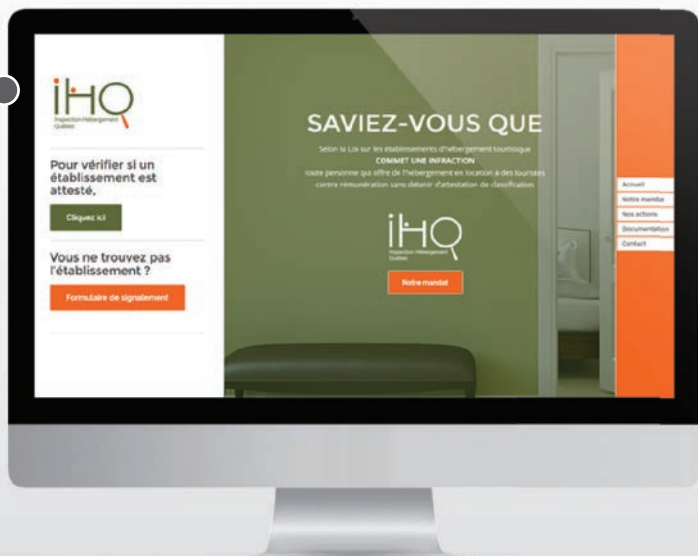 iHQ
Inspection Hébergement
Québec
Pour vérifier si un
établissement est
attesté,
Cliquez ici
Vous ne trouvez pas
l'établissement ?
Formulaire de signalement
SAVIEZ-VOUS QUE
Selon la Loi sur les établissements d'hébergement touristique
COMMET UNE INFRACTION
toute personne qui offre de l'hébergement en location à des touristes
contre rémunération sans détenir d'attestation de classification
iHQ
Inspection Hébergement
Québec
Notre mandat
Accueil
Notre mandat
Nos actions
Documentation
Contact